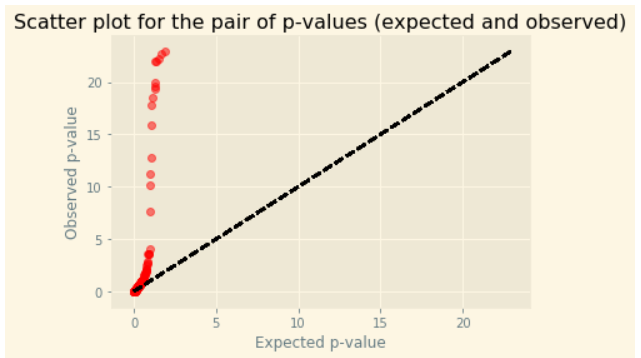 Scatter plot for the pair of p-values (expected and observed)
20
15
10
5
0
Observed p-value
0 5 10 15 20
Expected p-value